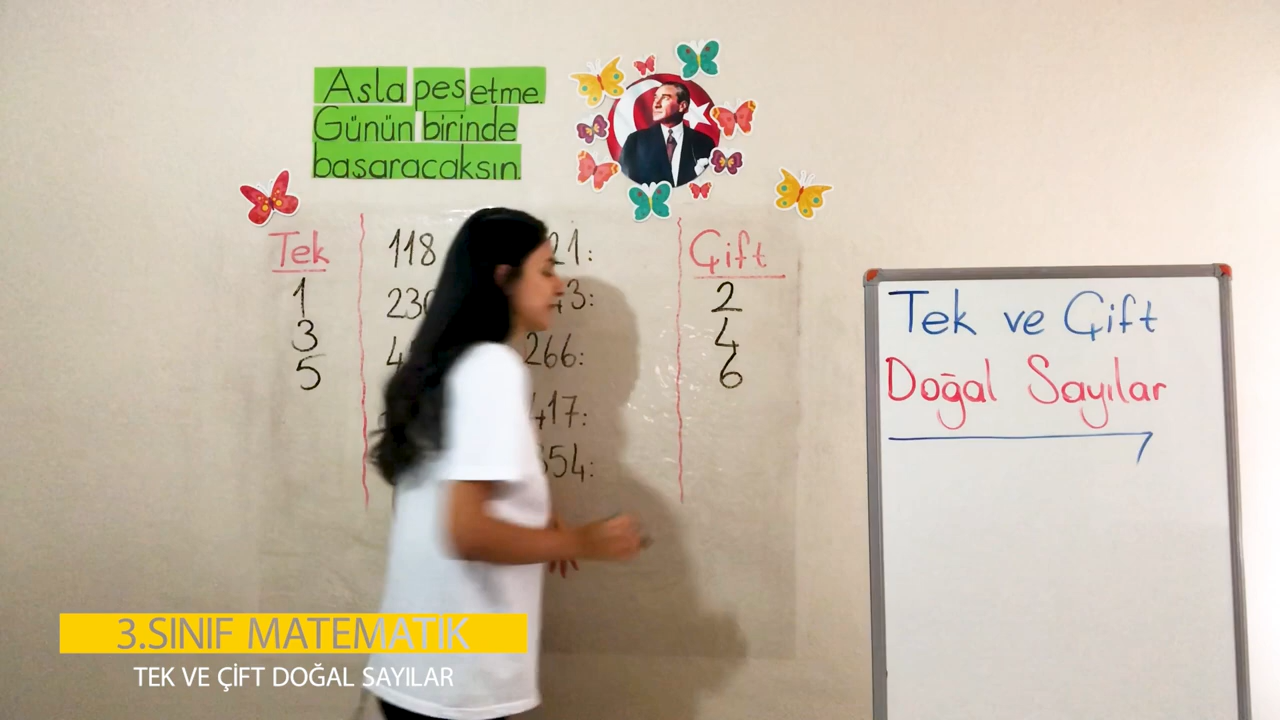 Asla pes etme.
Günün birinde
başaracaksın.
Tek
1
3
5
118
266:
417:
Çift
2
4
6
Tek ve Çift
Doğal Sayılar
3.SINIF MATEMATİK
TEK VE ÇİFT DOĞAL SAYILAR